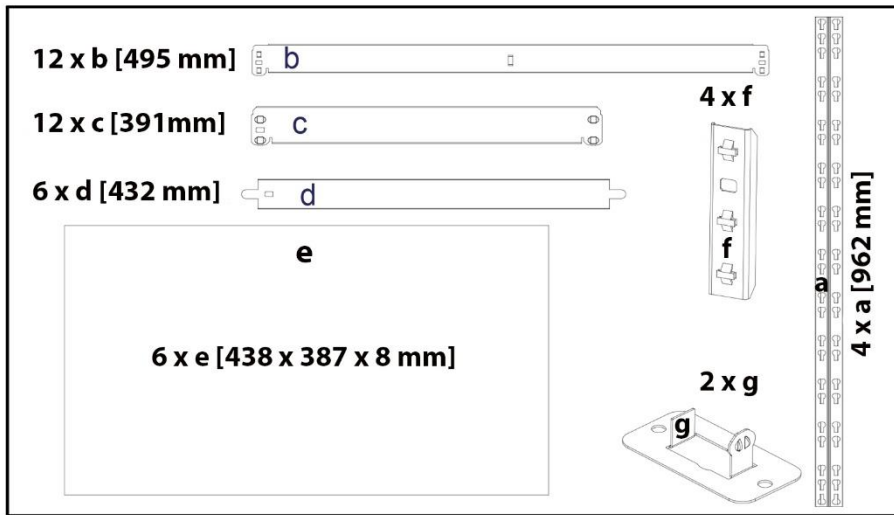 12 x b [495 mm]
b
12 x c [391mm]
c
6 x d [432 mm]
d
e
6 x e [438 x 387 x 8 mm]
4 x f
f
2 x g
g
a
4 x a [962 mm]